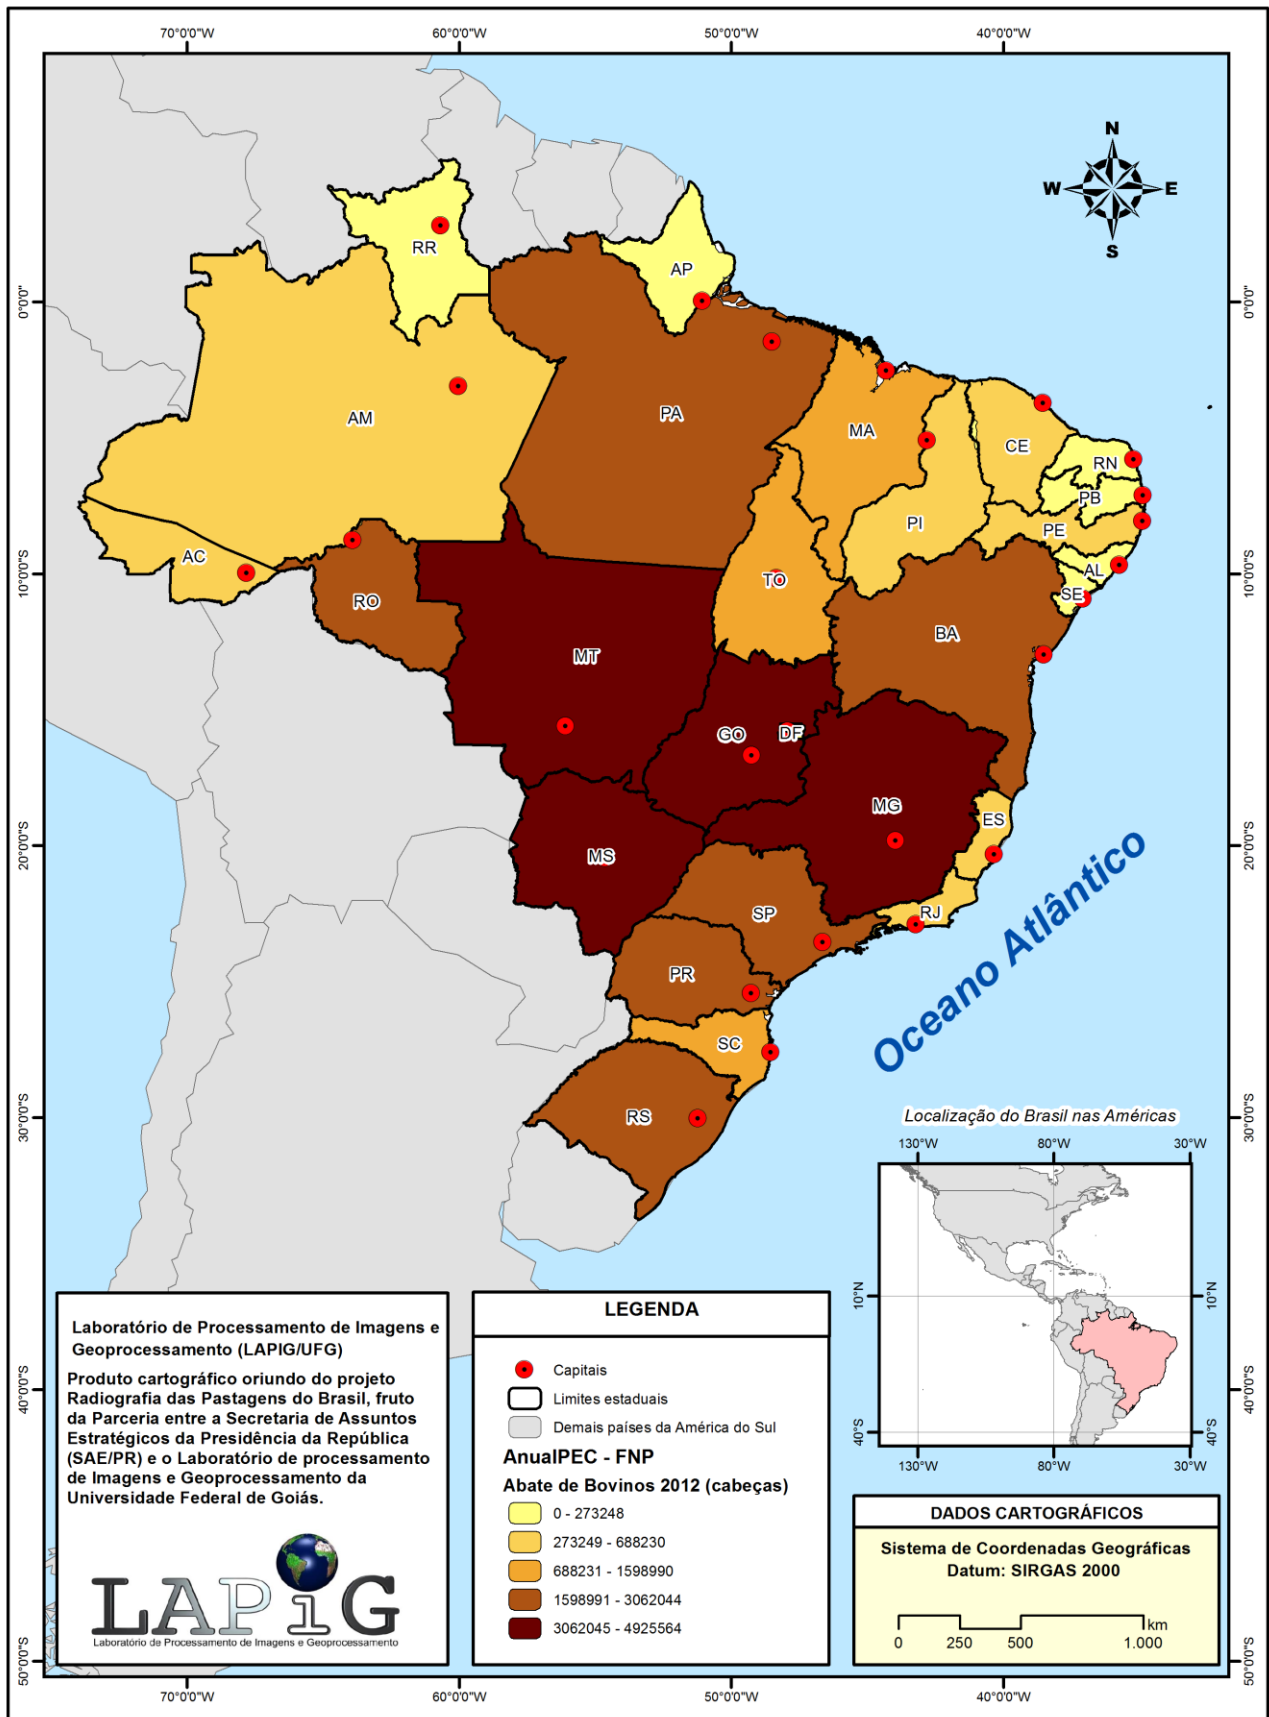 70°0'0"W 60°0'0"W 50°0'0"W 40°0'0"W
N
W E
S
RR
AP
0°0'0" 0°0'0"
AM
PA
MA
CE
RN
PB
PI
PE
AC
AL
10°0'0"S 10°0'0"S
TO
SE
RO
BA
MT
GO
DF
MG
ES
20°0'0"S 20°0'0"S
MS
SP
RJ
PR
Oceano Atlântico
SC
RS
30°0'0"S 30°0'0"S
Localização do Brasil nas Américas
130°W 80°W 30°W
10°N 10°N
40°S 40°S
130°W 80°W 30°W
Laboratório de Processamento de Imagens e
Geoprocessamento (LAPIG/UFG)
Produto cartográfico oriundo do projeto
Radiografia das Pastagens do Brasil, fruto
da Parceria entre a Secretaria de Assuntos
Estratégicos da Presidência da República
(SAE/PR) e o Laboratório de processamento
de Imagens e Geoprocessamento da
Universidade Federal de Goiás.
LAPiG
Laboratório de Processamento de Imagens e Geoprocessamento
LEGENDA
Capitais
Limites estaduais
Demais países da América do Sul
AnualPEC - FNP
Abate de Bovinos 2012 (cabeças)
0 - 273248
273249 - 688230
688231 - 1598990
1598991 - 3062044
3062045 - 4925564
DADOS CARTOGRÁFICOS
Sistema de Coordenadas Geográficas
Datum: SIRGAS 2000
km
0 250 500 1.000
40°0'0"S 40°0'0"S
50°0'0"S 50°0'0"S
70°0'0"W 60°0'0"W 50°0'0"W 40°0'0"W